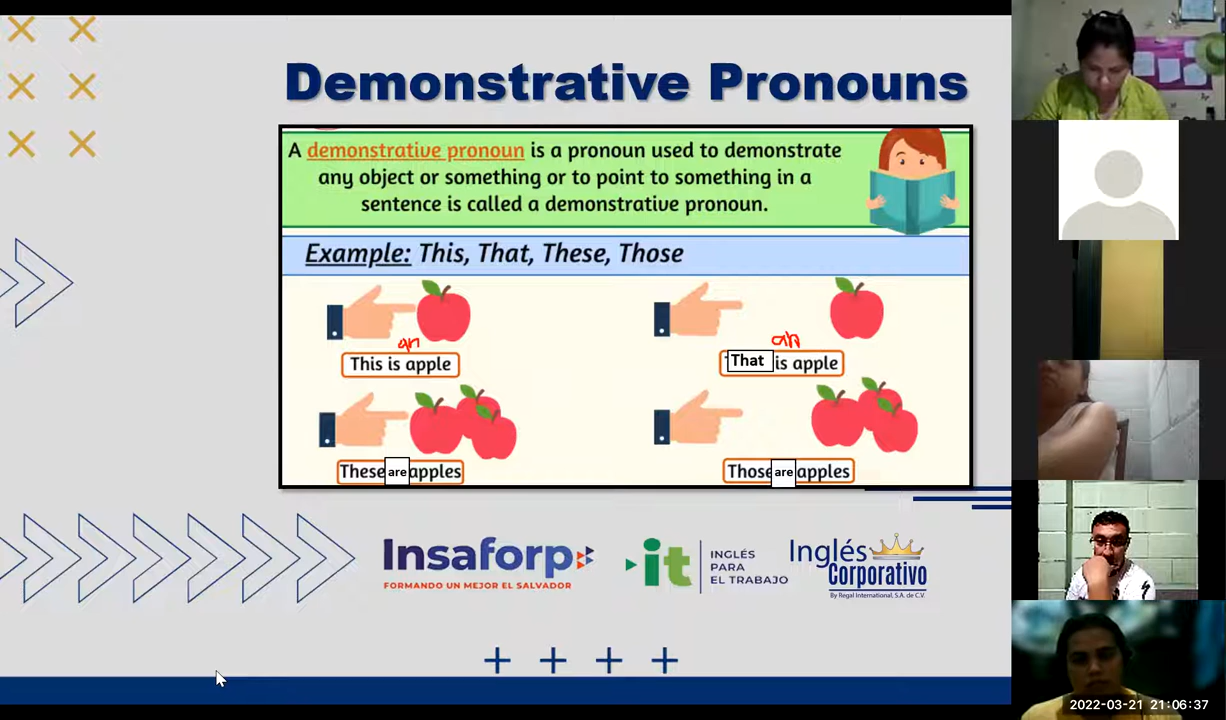 Demonstrative Pronouns
A demonstrative pronoun is a pronoun used to demonstrate
any object or something or to point to something in a
sentence is called a demonstrative pronoun.
Example: This, That, These, Those
an
This is apple
an
That is apple
These are apples
Those are apples
Insaforp
FORMANDO UN MEJOR EL SALVADOR
it
INGLÉS
PARA
EL TRABAJO
Inglés
Corporativo
By Regal International, S.A. de C.V.
2022-03-21 21:06:37